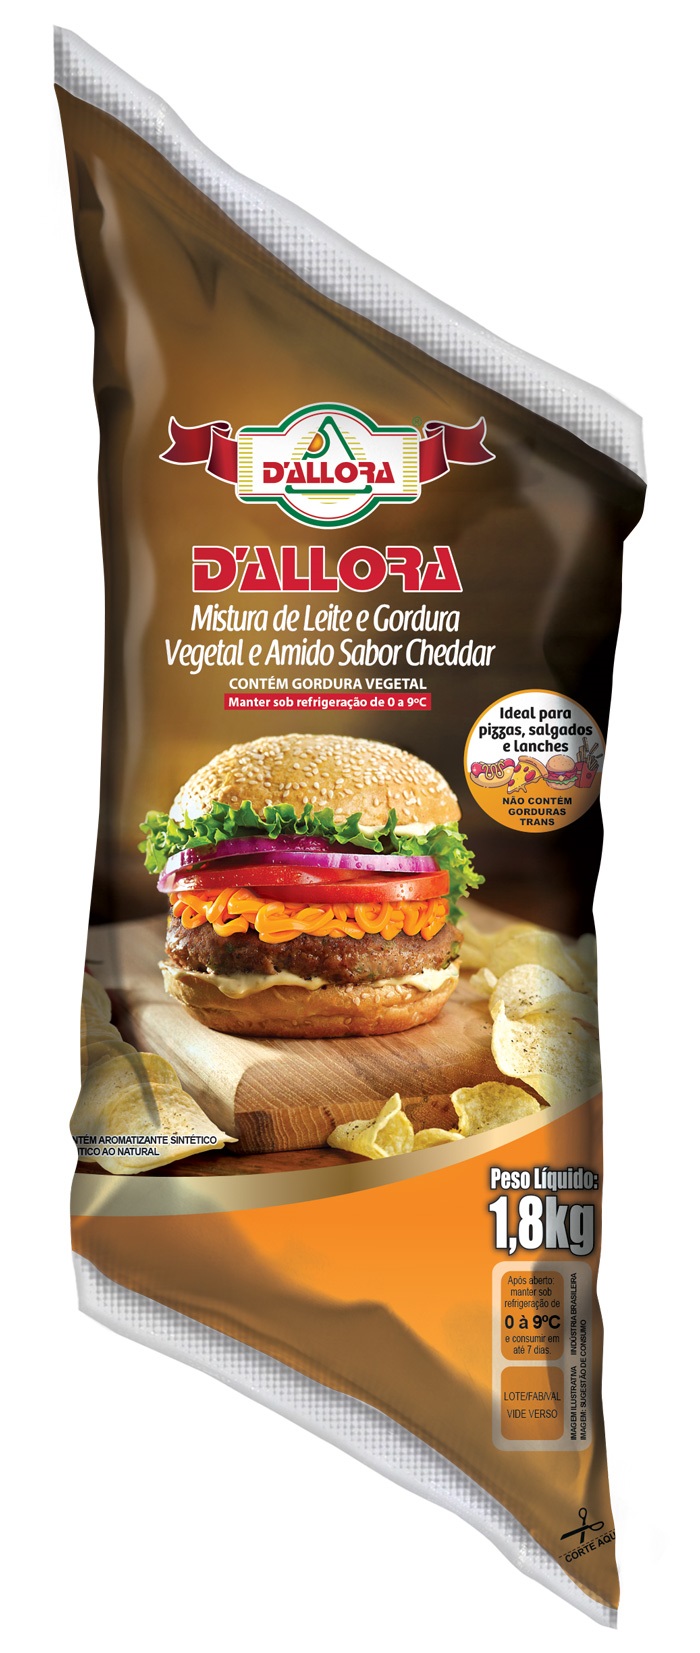 D'ALLORA
D'ALLORA
Mistura de Leite e Gordura
Vegetal e Amido Sabor Cheddar
CONTÉM GORDURA VEGETAL
Manter sob refrigeração de 0 a 9ºC
Ideal para
pizzas, salgados
e lanches
NÃO CONTÉM
GORDURAS
TRANS
NTÉM AROMATIZANTE SINTÉTICO
TICO AO NATURAL
Peso Líquido:
1,8kg
Após aberto:
manter sob
refrigeração de
0 à 9ºC
e consumir em
até 7 dias.
LOTE/FAB/VAL
VIDE VERSO
IMAGEM ILUSTRATIVA INDÚSTRIA BRASILEIRA
IMAGEM: SUGESTÃO DE CONSUMO
CORTE AQU